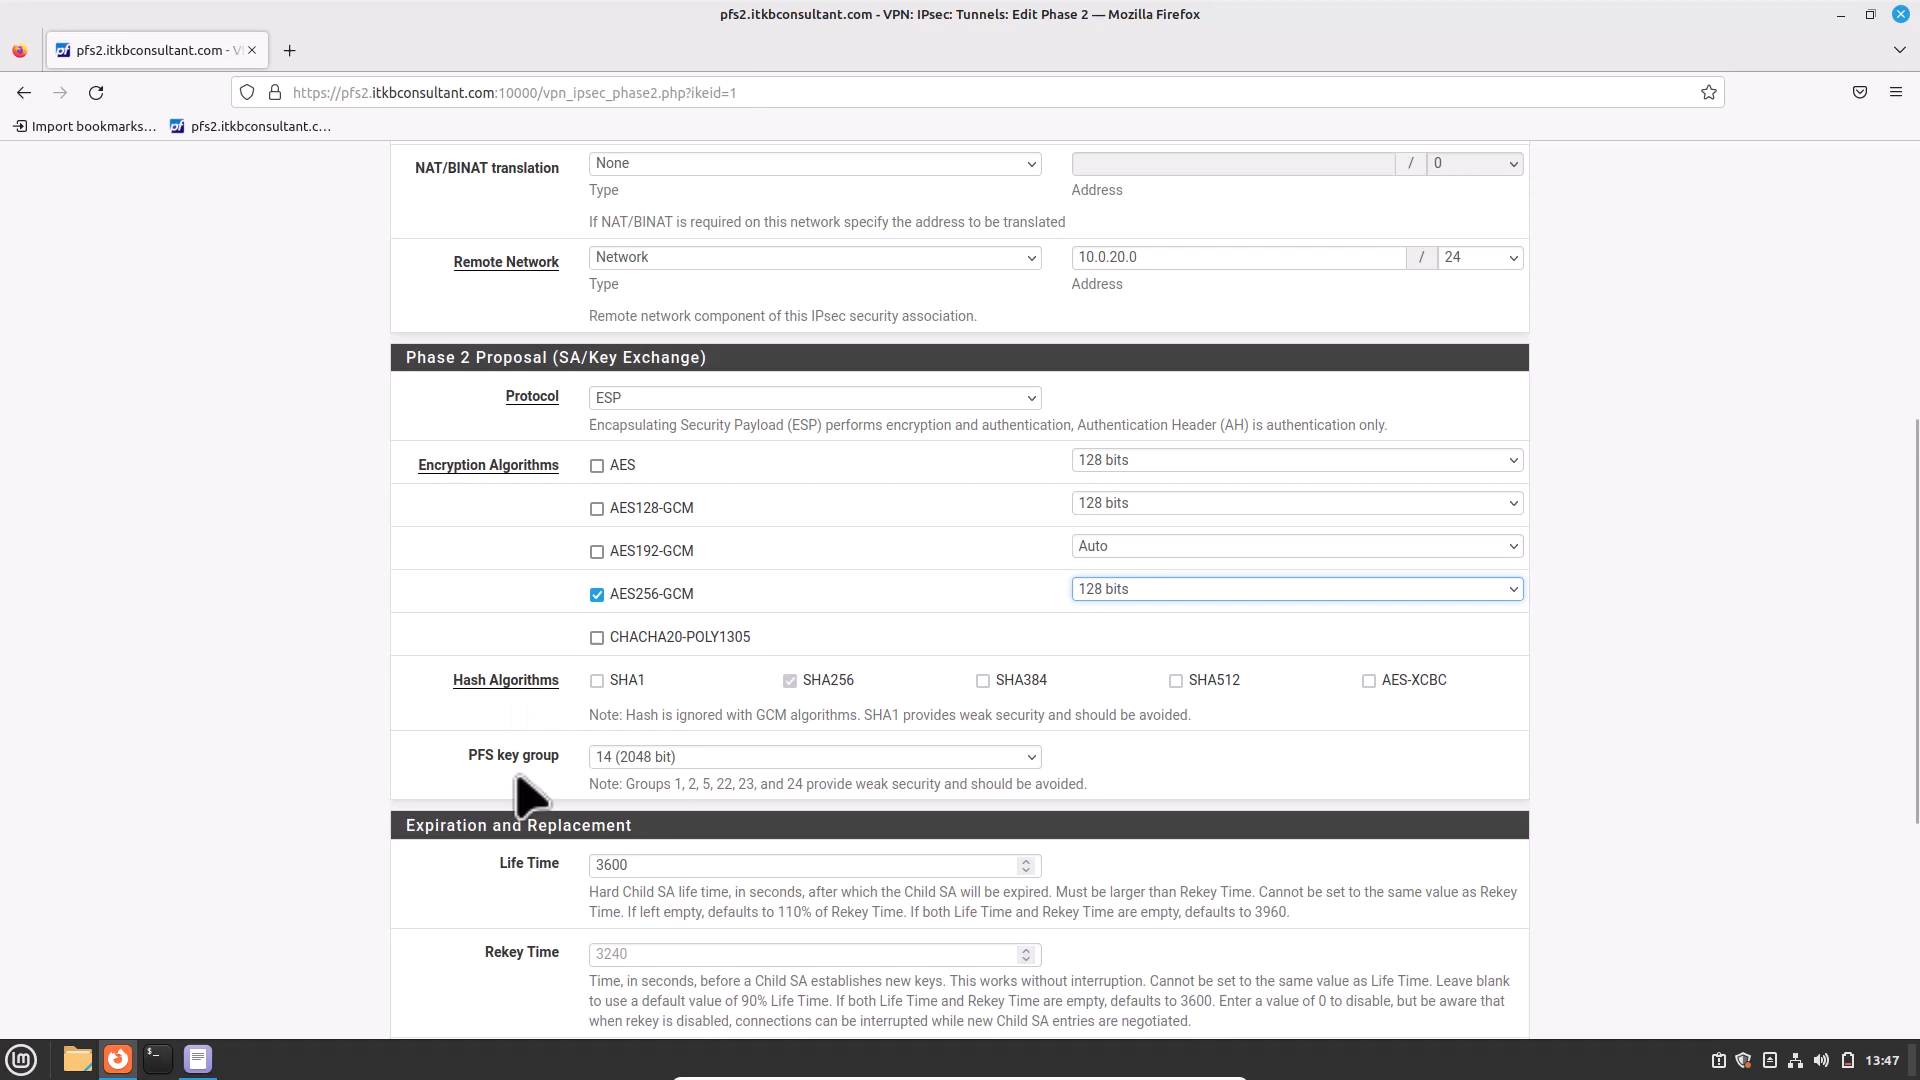 pfs2.itkbconsultant.com - VPN: IPsec: Tunnels: Edit Phase 2 — Mozilla Firefox
pfs2.itkbconsultant.com - V
https://pfs2.itkbconsultant.com:10000/vpn_ipsec_phase2.php?ikeid=1
Import bookmarks... pfs2.itkbconsultant.c...
NAT/BINAT translation None / 0
Type Address
If NAT/BINAT is required on this network specify the address to be translated
Remote Network Network 10.0.20.0 / 24
Type Address
Remote network component of this IPsec security association.
Phase 2 Proposal (SA/Key Exchange)
Protocol ESP
Encapsulating Security Payload (ESP) performs encryption and authentication, Authentication Header (AH) is authentication only.
Encryption Algorithms AES 128 bits
AES128-GCM 128 bits
AES192-GCM Auto
AES256-GCM 128 bits
CHACHA20-POLY1305
Hash Algorithms SHA1 SHA256 SHA384 SHA512 AES-XCBC
Note: Hash is ignored with GCM algorithms. SHA1 provides weak security and should be avoided.
PFS key group 14 (2048 bit)
Note: Groups 1, 2, 5, 22, 23, and 24 provide weak security and should be avoided.
Expiration and Replacement
Life Time 3600
Hard Child SA life time, in seconds, after which the Child SA will be expired. Must be larger than Rekey Time. Cannot be set to the same value as Rekey
Time. If left empty, defaults to 110% of Rekey Time. If both Life Time and Rekey Time are empty, defaults to 3960.
Rekey Time 3240
Time, in seconds, before a Child SA establishes new keys. This works without interruption. Cannot be set to the same value as Life Time. Leave blank
to use a default value of 90% Life Time. If both Life Time and Rekey Time are empty, defaults to 3600. Enter a value of 0 to disable, but be aware that
when rekey is disabled, connections can be interrupted while new Child SA entries are negotiated.
13:47